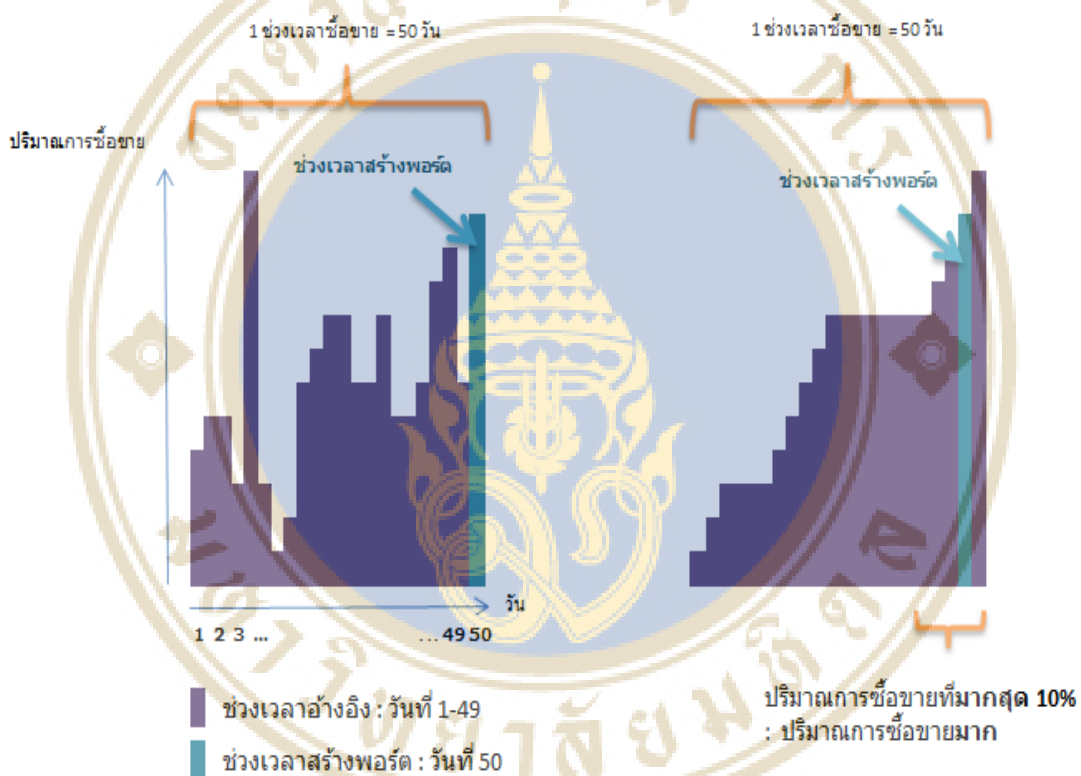 1 ช่วงเวลาซื้อขาย = 50 วัน
1 ช่วงเวลาซื้อขาย = 50 วัน
ปริมาณการซื้อขาย
ช่วงเวลาสร้างพอร์ต
ช่วงเวลาสร้างพอร์ต
วัน
1 2 3 ... ... 49 50
ช่วงเวลาอ้างอิง : วันที่ 1-49
ช่วงเวลาสร้างพอร์ต : วันที่ 50
ปริมาณการซื้อขายที่มากสุด 10%
: ปริมาณการซื้อขายมาก